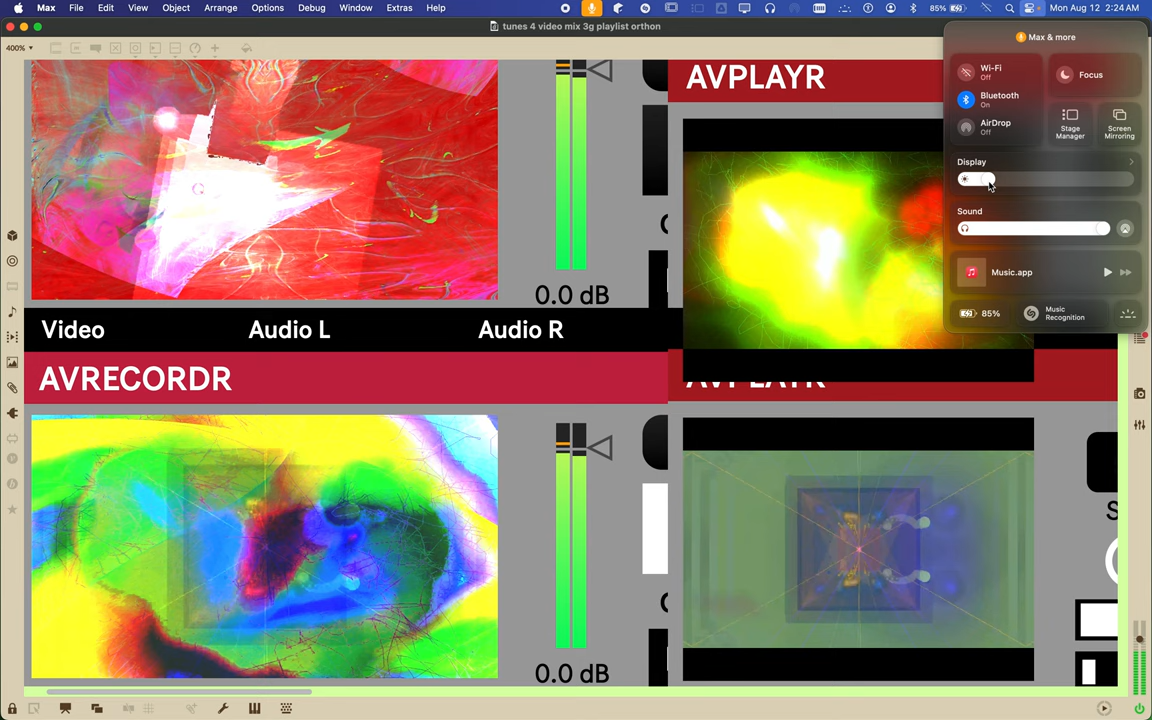 Max File Edit View Object Arrange Options Debug Window Extras Help 85% Mon Aug 12 2:24 AM
tunes 4 video mix 3g playlist orthon
400%
Max & more
Wi-Fi
Off
Focus
Bluetooth
On
AirDrop
Off
Stage
Manager
Screen
Mirroring
Display
Sound
Music.app
85%
Music
Recognition
AVPLAYR
0.0 dB
Video Audio L Audio R
AVRECORDR
AVPLAYR
0.0 dB